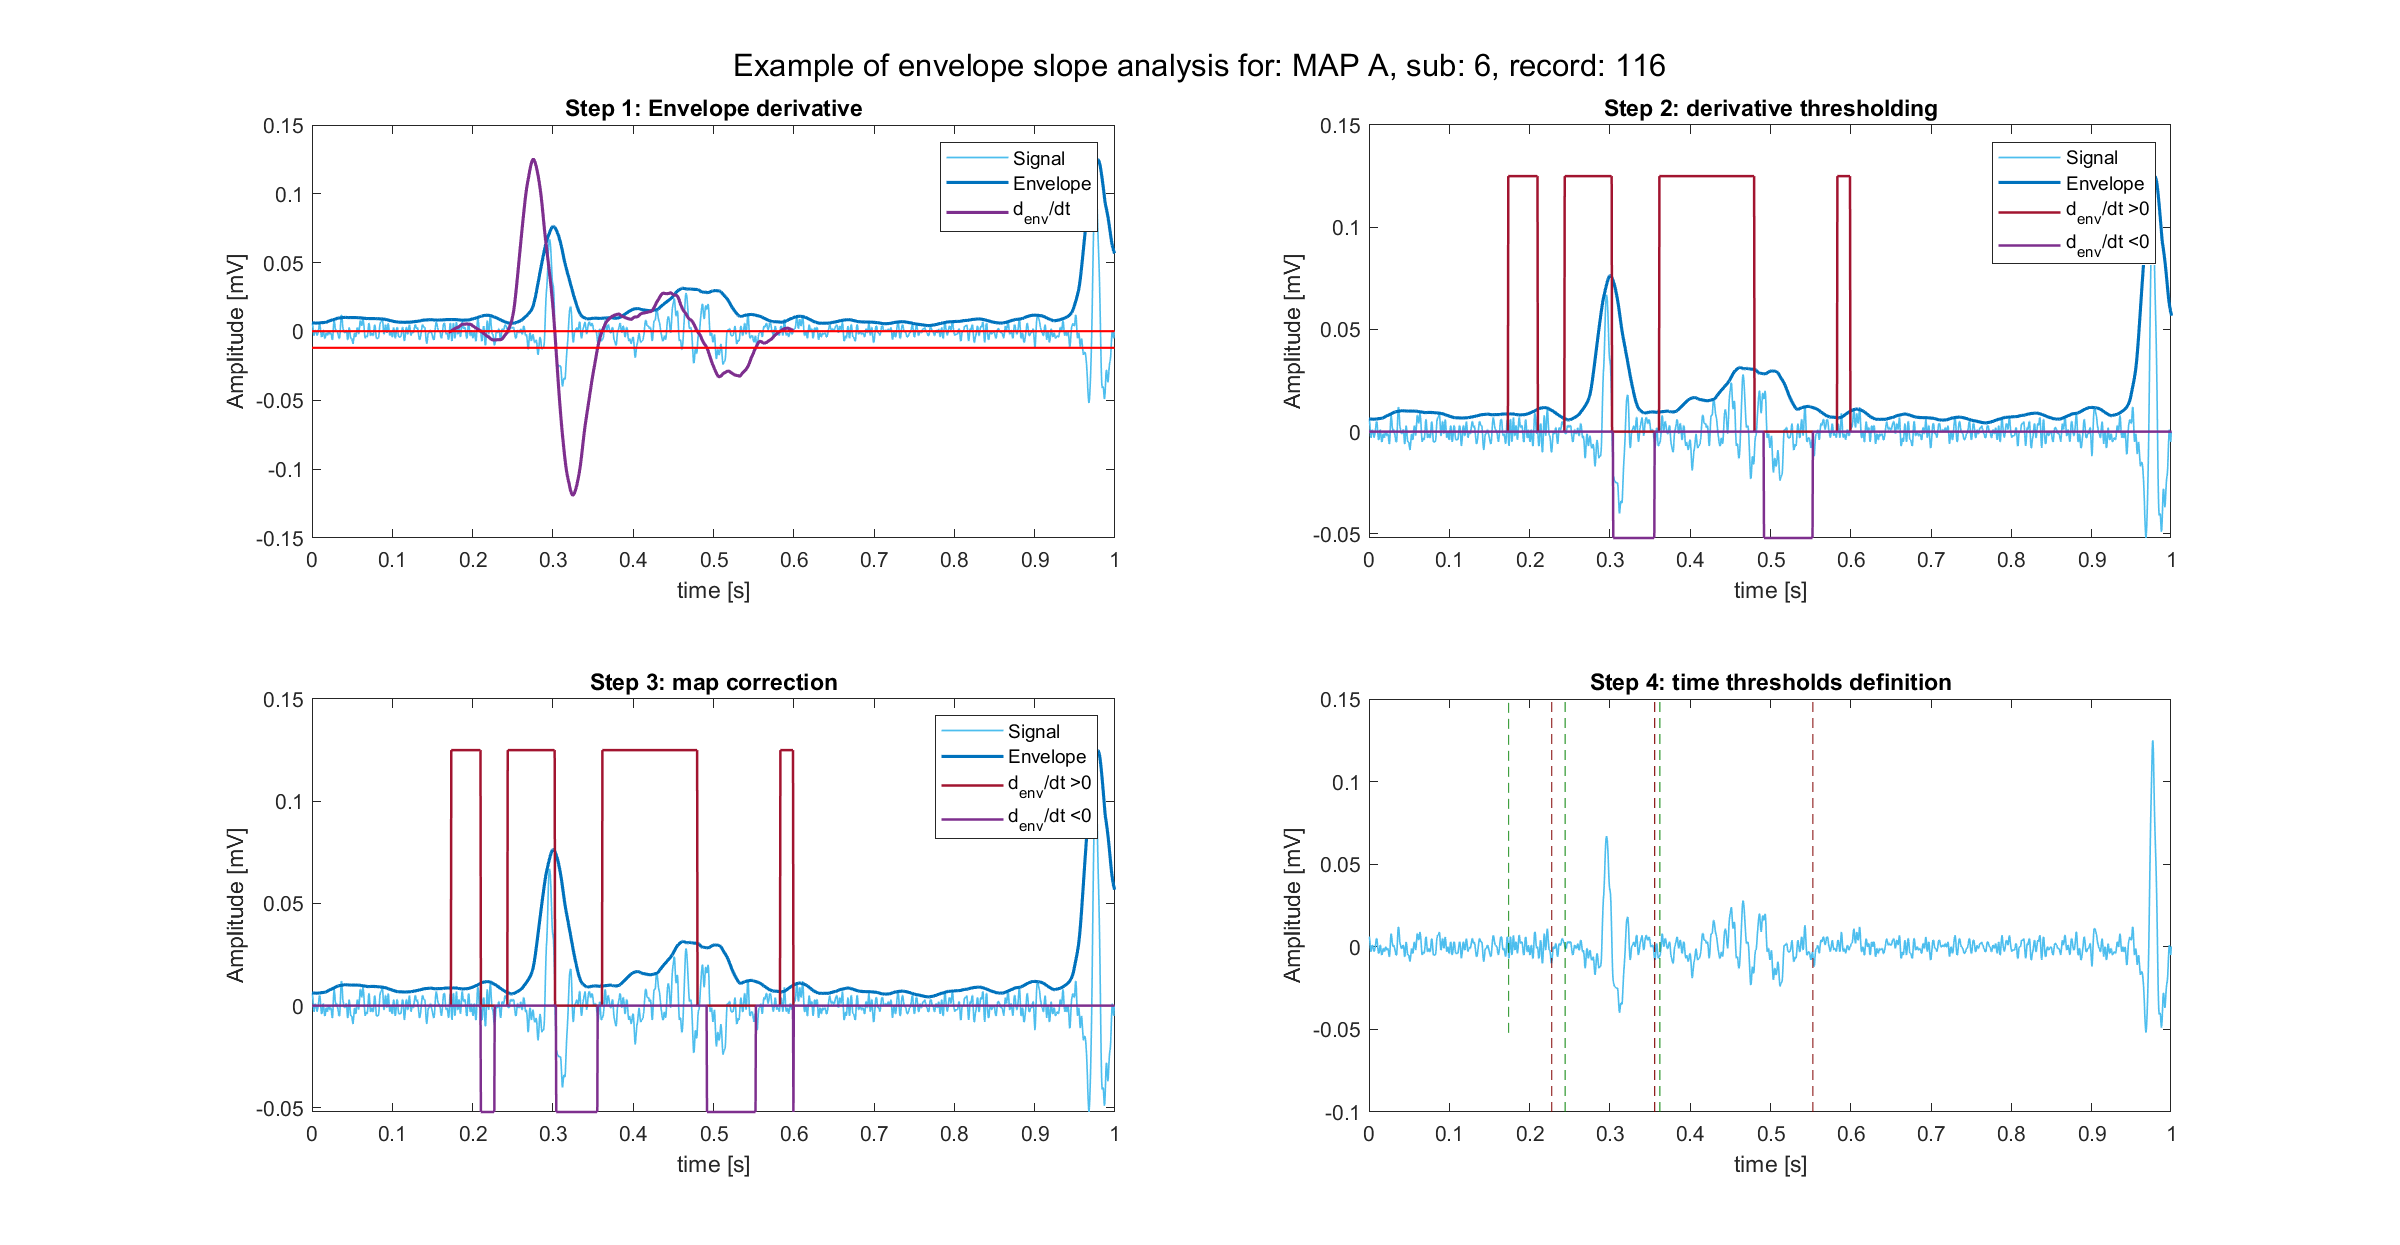 Example of envelope slope analysis for: MAP A, sub: 6, record: 116
Step 1: Envelope derivative
0.15
0.1
0.05
0
-0.05
-0.1
-0.15
Amplitude [mV]
Signal
Envelope
d_env/dt
0 0.1 0.2 0.3 0.4 0.5 0.6 0.7 0.8 0.9 1
time [s]
Step 2: derivative thresholding
0.15
0.1
0.05
0
-0.05
Amplitude [mV]
Signal
Envelope
d_env/dt >0
d_env/dt <0
0 0.1 0.2 0.3 0.4 0.5 0.6 0.7 0.8 0.9 1
time [s]
Step 3: map correction
0.15
0.1
0.05
0
-0.05
Amplitude [mV]
Signal
Envelope
d_env/dt >0
d_env/dt <0
0 0.1 0.2 0.3 0.4 0.5 0.6 0.7 0.8 0.9 1
time [s]
Step 4: time thresholds definition
0.15
0.1
0.05
0
-0.05
-0.1
Amplitude [mV]
0 0.1 0.2 0.3 0.4 0.5 0.6 0.7 0.8 0.9 1
time [s]